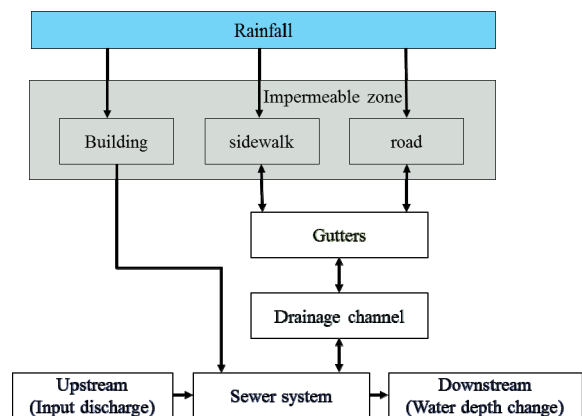 Rainfall
Impermeable zone
Building
sidewalk
road
Gutters
Drainage channel
Upstream
(Input discharge)
Sewer system
Downstream
(Water depth change)